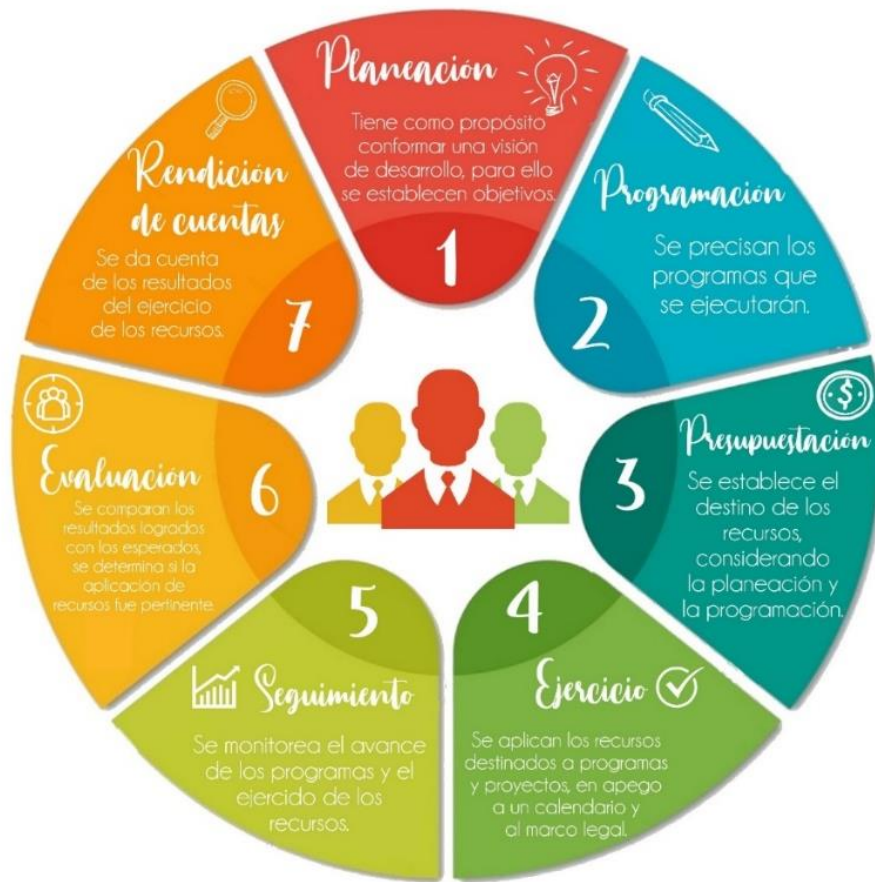 Planeación
Tiene como propósito
conformar una visión
de desarrollo, para ello
se establecen objetivos.
1
Programación
Se precisan los
programas que
se ejecutarán.
2
Presupuestación
Se establece el
destino de los
recursos,
considerando
la planeación y
la programación.
3
Ejercicio
Se aplican los recursos
destinados a programas
y proyectos, en apego
a un calendario y
al marco legal.
4
Seguimiento
Se monitorea el avance
de los programas y el
ejercido de los
recursos.
5
Evaluación
Se comparan los
resultados logrados
con los esperados,
se determina si la
aplicación de
recursos fue pertinente.
6
Rendición
de cuentas
Se da cuenta
de los resultados
del ejercicio
de los recursos.
7